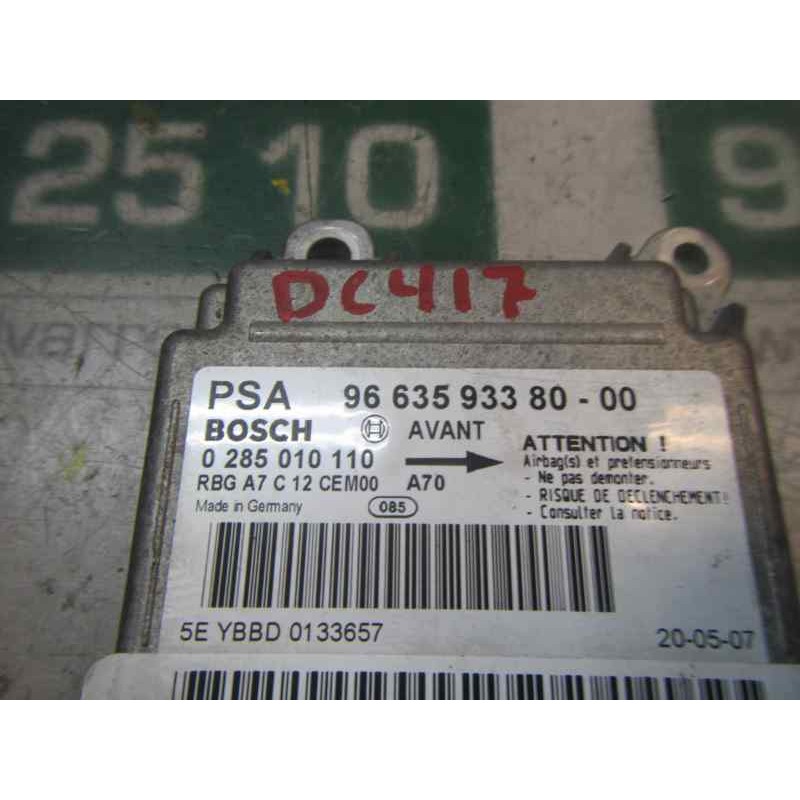 25 10 9
DC417
PSA 96 635 933 80 - 00
BOSCH AVANT
ATTENTION !
0 285 010 110
Airbag(s) et pretensionneurs
RBG A7 C 12 CEM00 A70
- Ne pas demonter.
- RISQUE DE DECLENCHEMENT!
Made in Germany 085
- Consulter la notice.
5E YBBD 0133657 20-05-07